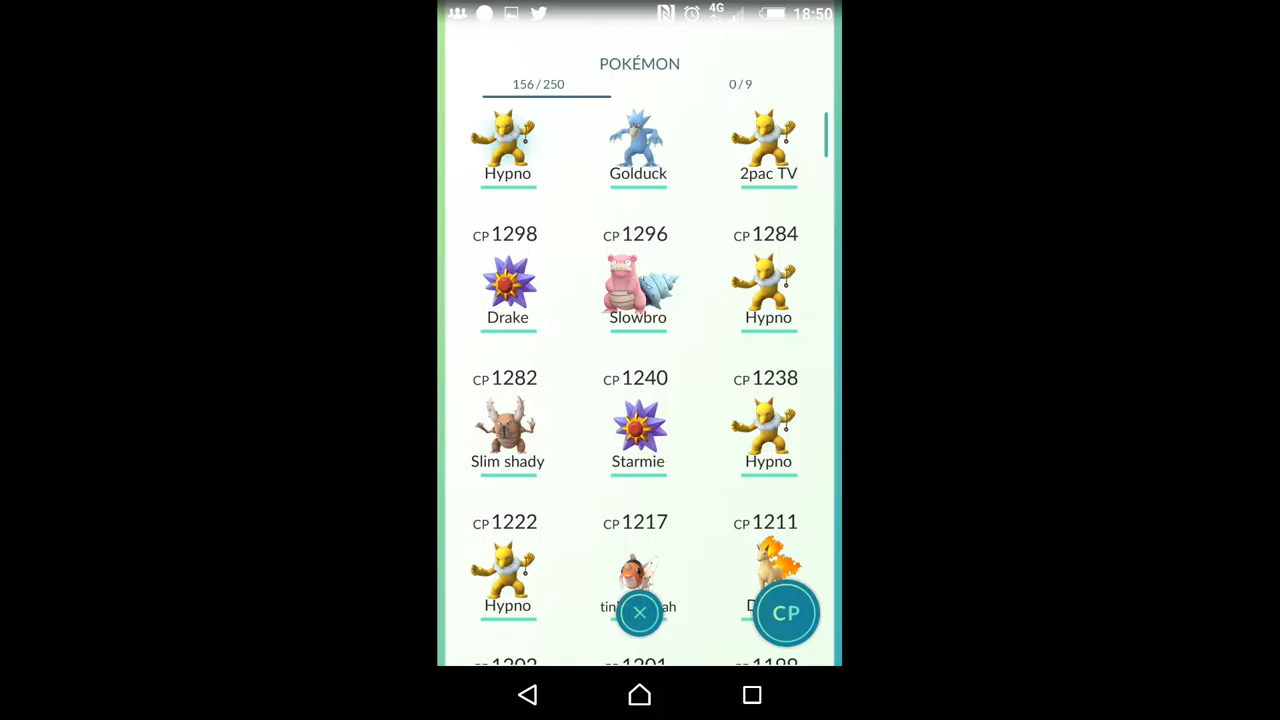 4G 18:50
POKÉMON
156 / 250 0 / 9
Hypno Golduck 2pac TV
CP 1298 CP 1296 CP 1284
Drake Slowbro Hypno
CP 1282 CP 1240 CP 1238
Slim shady Starmie Hypno
CP 1222 CP 1217 CP 1211
Hypno
CP
1201